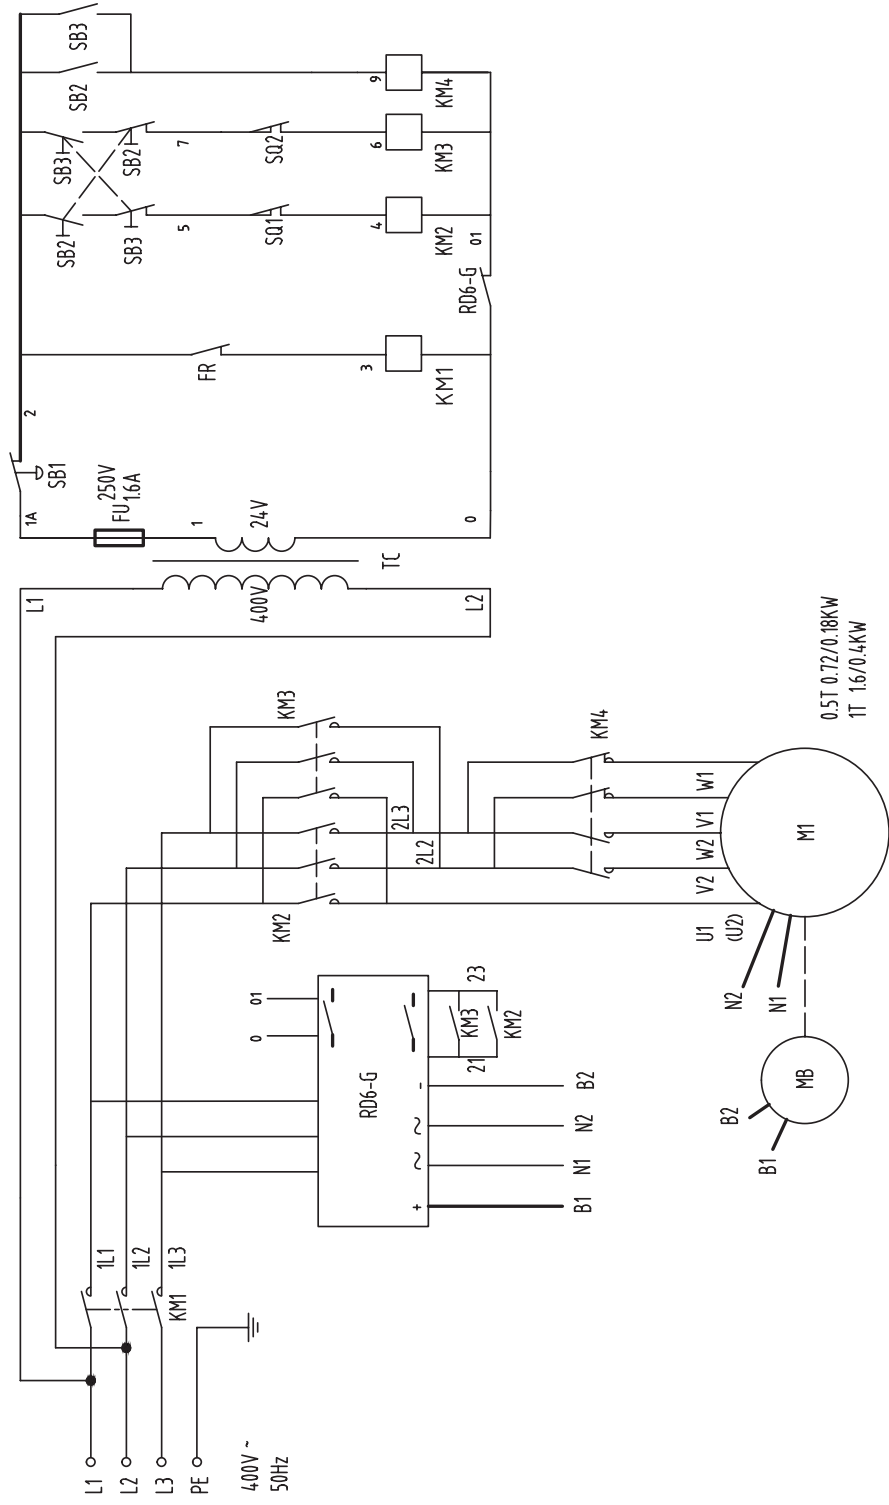 L1
L2
L3
PE
400V ~
50Hz
1L1
1L2
1L3
KM1
RD6-G
0
01
+
~
~
-
B1
N1
N2
B2
21
23
KM3
KM2
KM2
KM3
2L3
2L2
KM4
U1
(U2)
V2
W2
V1
W1
M1
N2
N1
MB
B2
B1
0.5T 0.72/0.18KW
1T 1.6/0.4KW
L1
400V
L2
TC
1A
FU
250V
1.6A
1
24V
0
SB1
2
FR
3
KM1
RD6-G
01
SB2
SB3
5
SQ1
4
KM2
SB3
SB2
7
SQ2
6
KM3
SB2
SB3
9
KM4